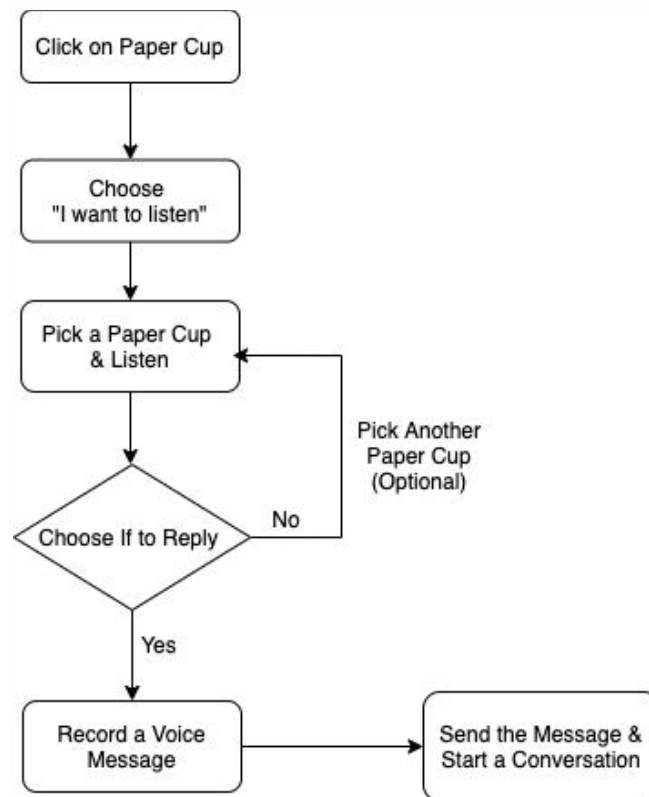 Click on Paper Cup
Choose
"I want to listen"
Pick a Paper Cup
& Listen
Pick Another
Paper Cup
(Optional)
Choose If to Reply
No
Yes
Record a Voice
Message
Send the Message &
Start a Conversation